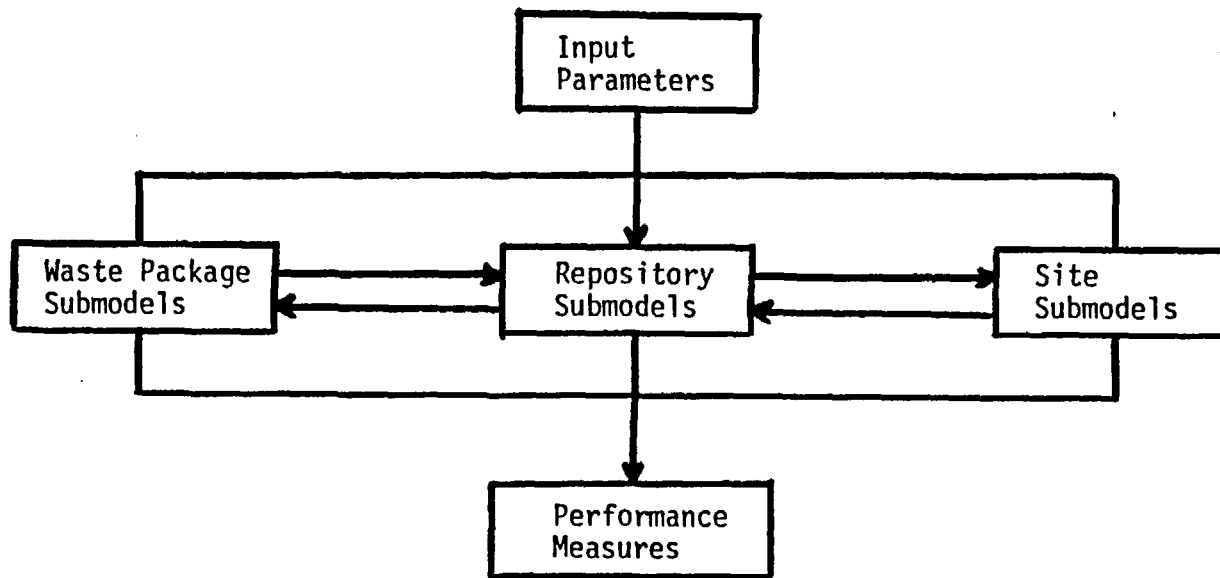 Input
Parameters
Waste Package
Submodels
Repository
Submodels
Site
Submodels
Performance
Measures